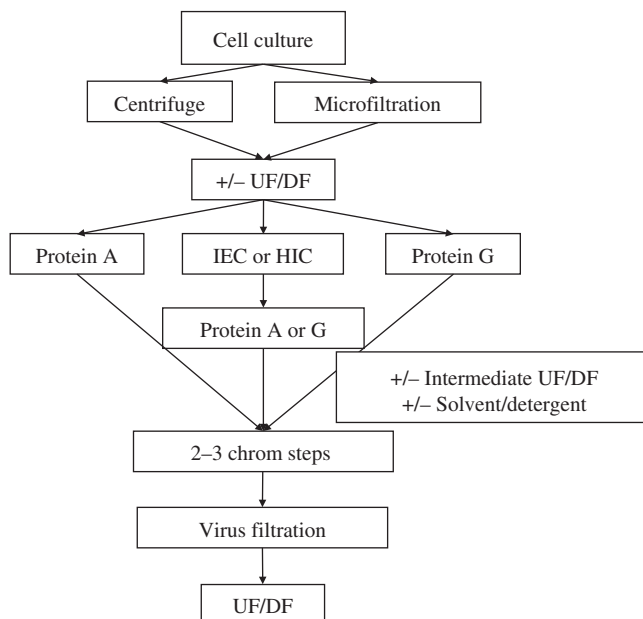 Cell culture
Centrifuge
Microfiltration
+/– UF/DF
Protein A
IEC or HIC
Protein G
Protein A or G
+/– Intermediate UF/DF
+/– Solvent/detergent
2–3 chrom steps
Virus filtration
UF/DF